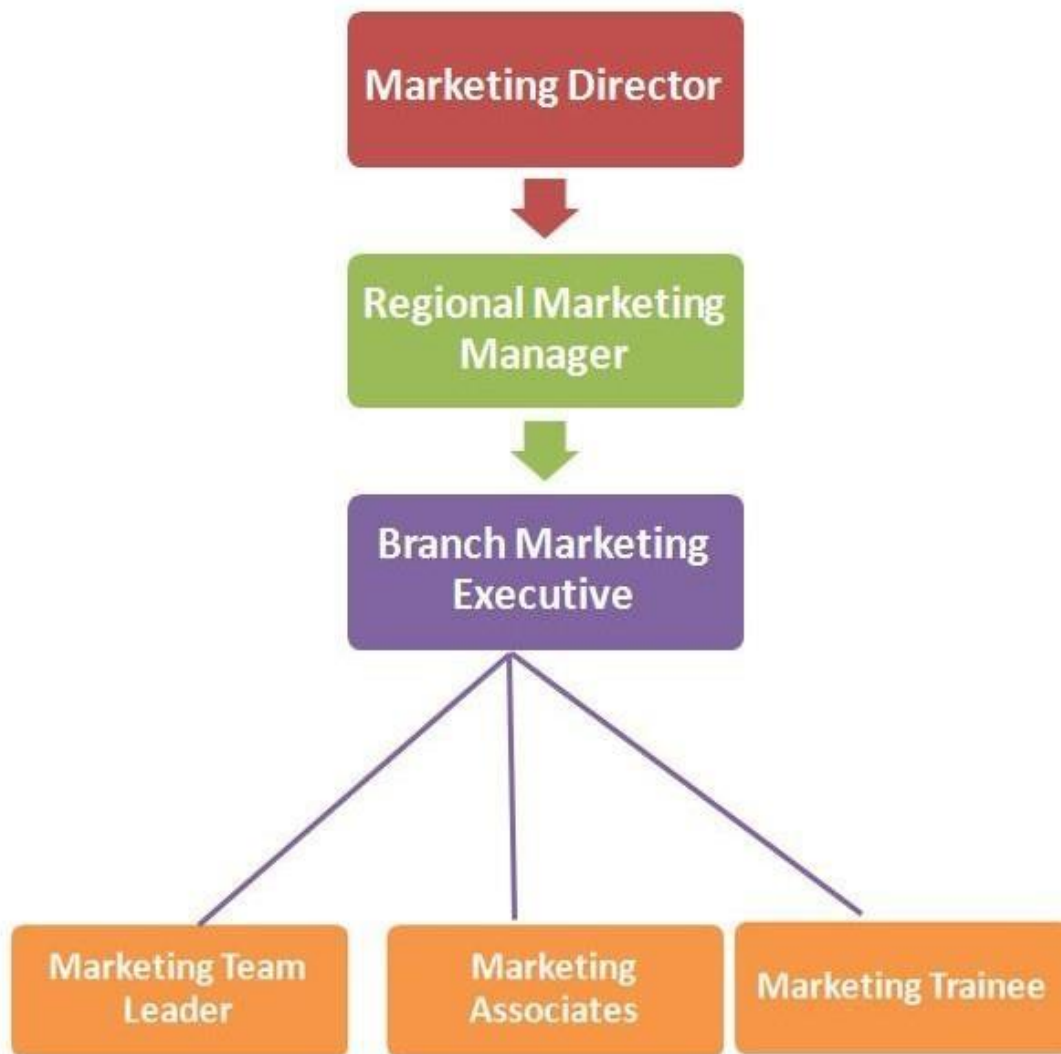 Marketing Director
Regional Marketing
Manager
Branch Marketing
Executive
Marketing Team
Leader
Marketing
Associates
Marketing Trainee